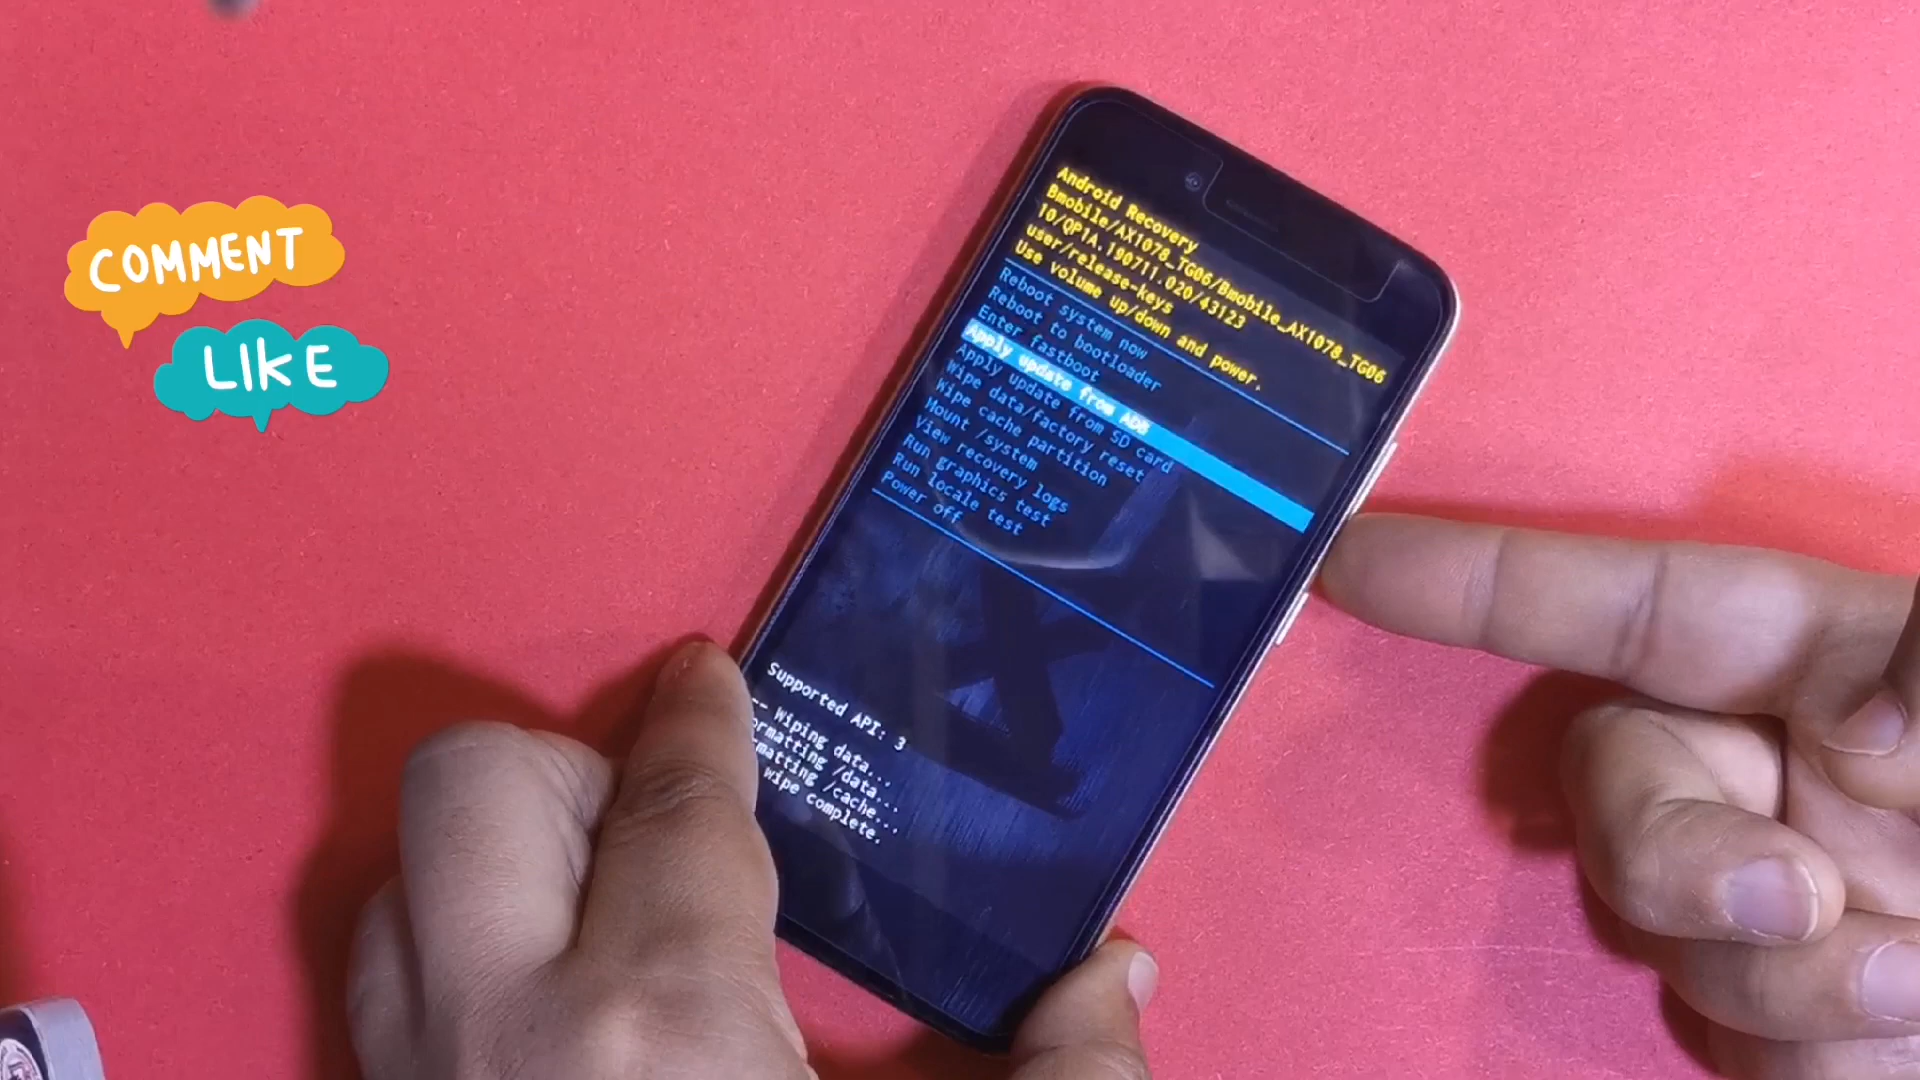 COMMENT
LIKE
Android Recovery
Bmobile/AX1078_TG06/Bmobile_AX1078_TG06
10/QP1A.190711.020/43123
user/release-keys
Use volume up/down and power.
Reboot system now
Reboot to bootloader
Enter fastboot
Apply update from ADB
Apply update from SD card
Wipe data/factory reset
Wipe cache partition
Mount /system
View recovery logs
Run graphics test
Run locale test
Power off
Supported API: 3
-- Wiping data...
ormatting /data...
matting /cache...
wipe complete.